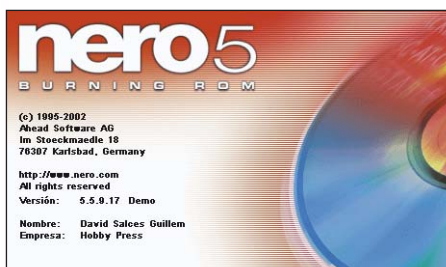 nero5
BURNING ROM
(c) 1995-2002
Ahead Software AG
Im Stoeckmaedle 18
76307 Karlsbad, Germany
http://www.nero.com
All rights reserved
Versión: 5.5.9.17 Demo
Nombre: David Salces Guillem
Empresa: Hobby Press